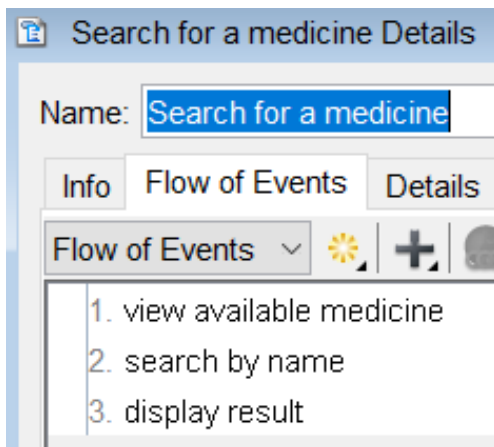 Search for a medicine Details
Name: Search for a medicine
Info Flow of Events Details
Flow of Events
1. view available medicine
2. search by name
3. display result